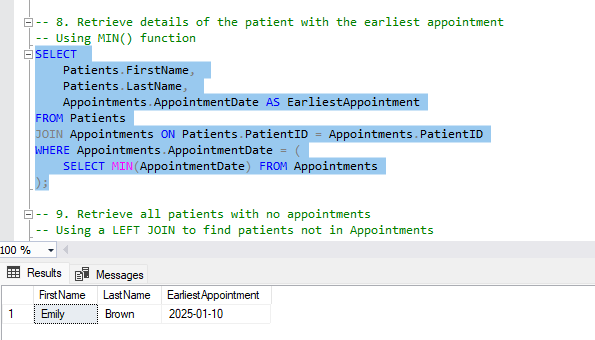 -- 8. Retrieve details of the patient with the earliest appointment
-- Using MIN() function
SELECT
Patients.FirstName,
Patients.LastName,
Appointments.AppointmentDate AS EarliestAppointment
FROM Patients
JOIN Appointments ON Patients.PatientID = Appointments.PatientID
WHERE Appointments.AppointmentDate = (
SELECT MIN(AppointmentDate) FROM Appointments
);
-- 9. Retrieve all patients with no appointments
-- Using a LEFT JOIN to find patients not in Appointments
100 %
Results Messages
FirstName LastName EarliestAppointment
1 Emily Brown 2025-01-10